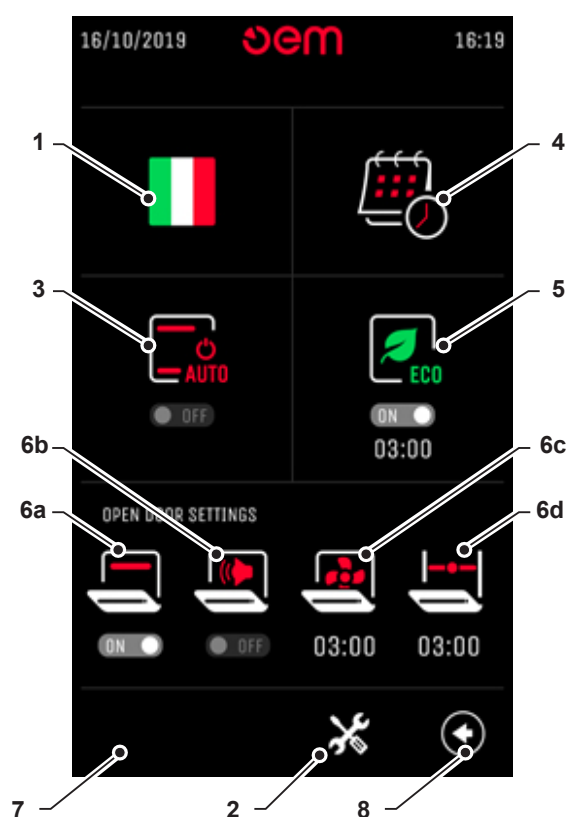 16/10/2019 oem 16:19
1 4
3 5
AUTO ECO
OFF ON
03:00
6b 6c
6a 6d
OPEN DOOR SETTINGS
ON OFF 03:00 03:00
7 2 8